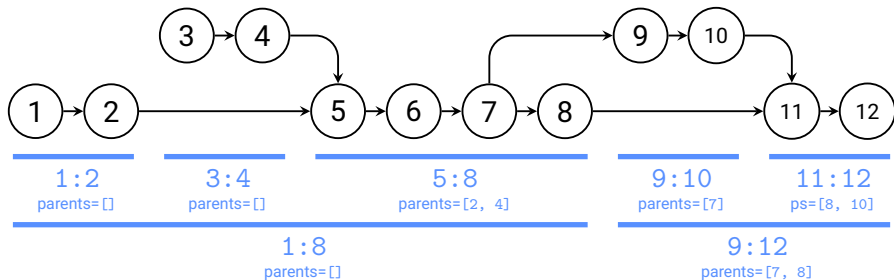 3 4 9 10
1 2 5 6 7 8 11 12
1:2 3:4 5:8 9:10 11:12
parents=[] parents=[] parents=[2, 4] parents=[7] ps=[8, 10]
1:8 9:12
parents=[] parents=[7, 8]